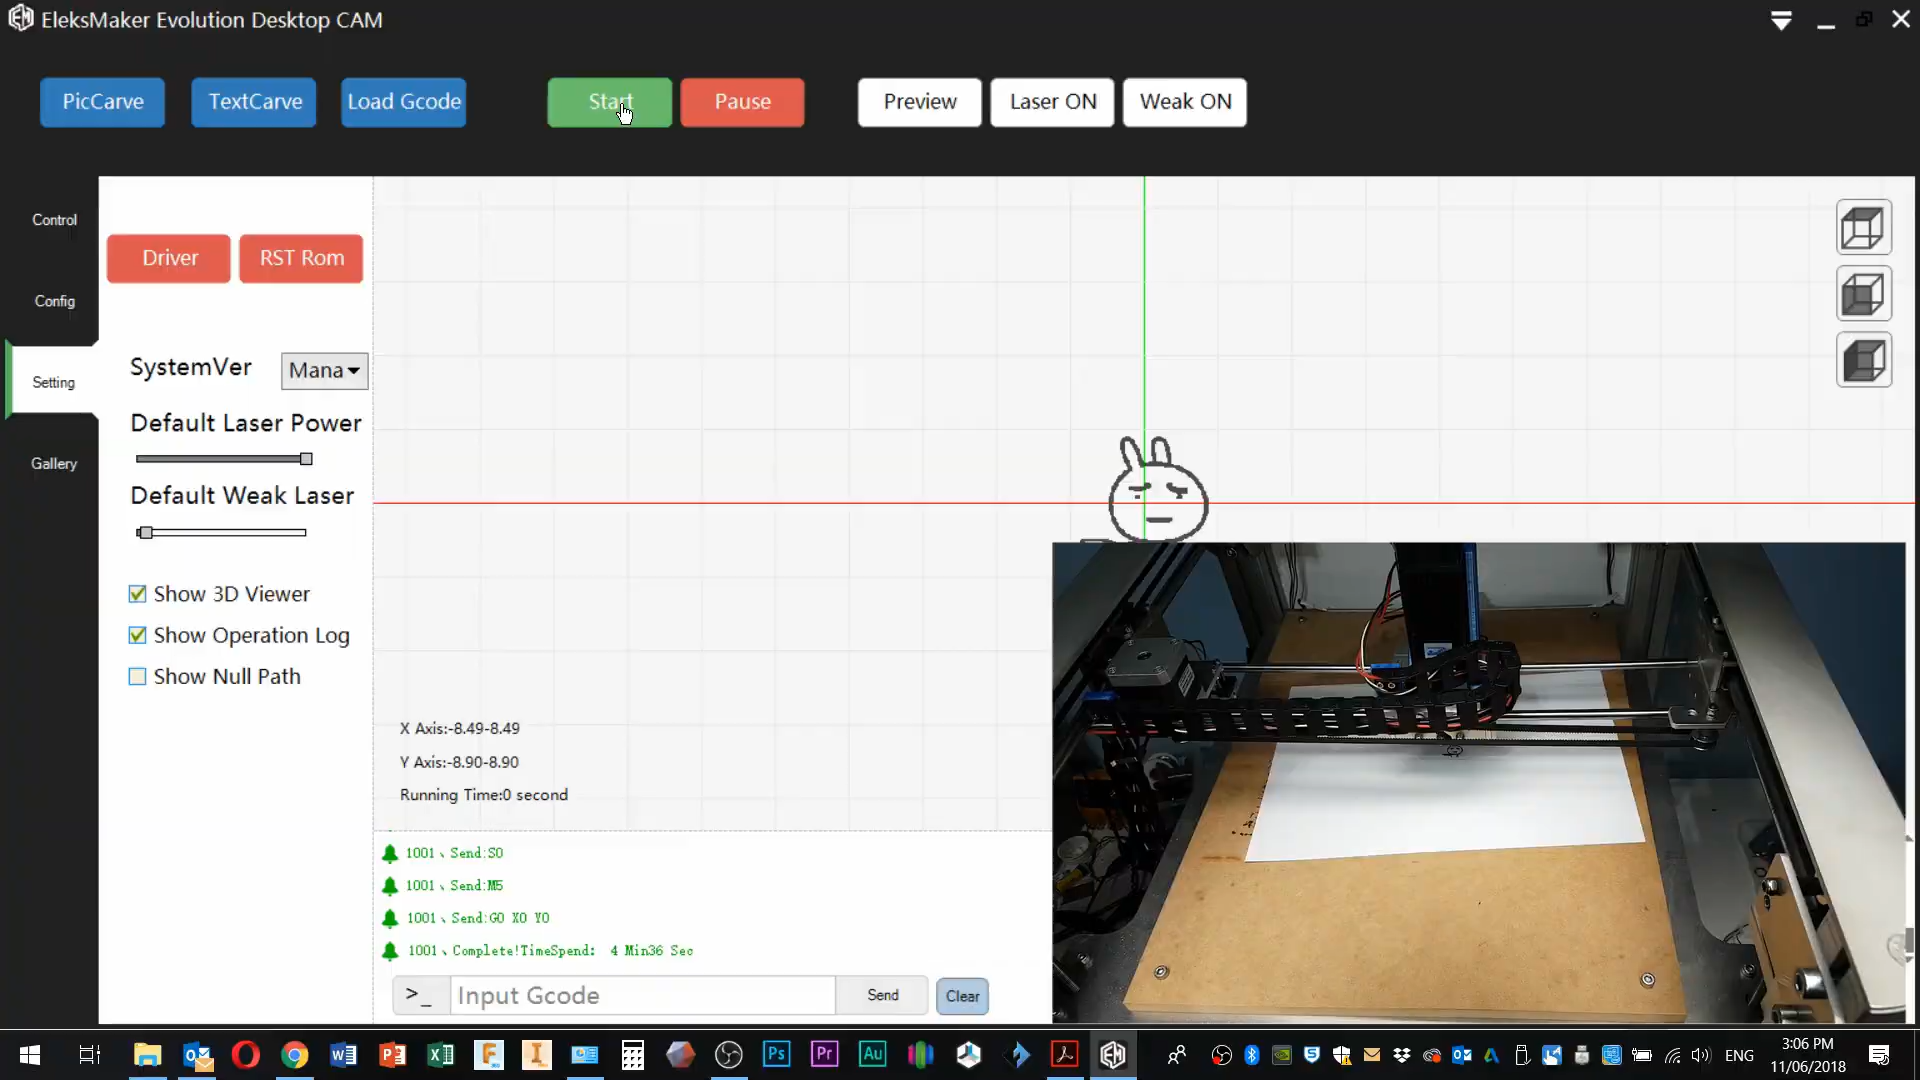 EleksMaker Evolution Desktop CAM
PicCarve
TextCarve
Load Gcode
Start
Pause
Preview
Laser ON
Weak ON
Control
Config
Setting
Gallery
Driver
RST Rom
SystemVer
Mana
Default Laser Power
Default Weak Laser
Show 3D Viewer
Show Operation Log
Show Null Path
X Axis:-8.49-8.49
Y Axis:-8.90-8.90
Running Time:0 second
1001、Send:S0
1001、Send:M5
1001、Send:G0 X0 Y0
1001、Complete!TimeSpend: 4 Min36 Sec
>_
Input Gcode
Send
Clear
ENG
3:06 PM
11/06/2018